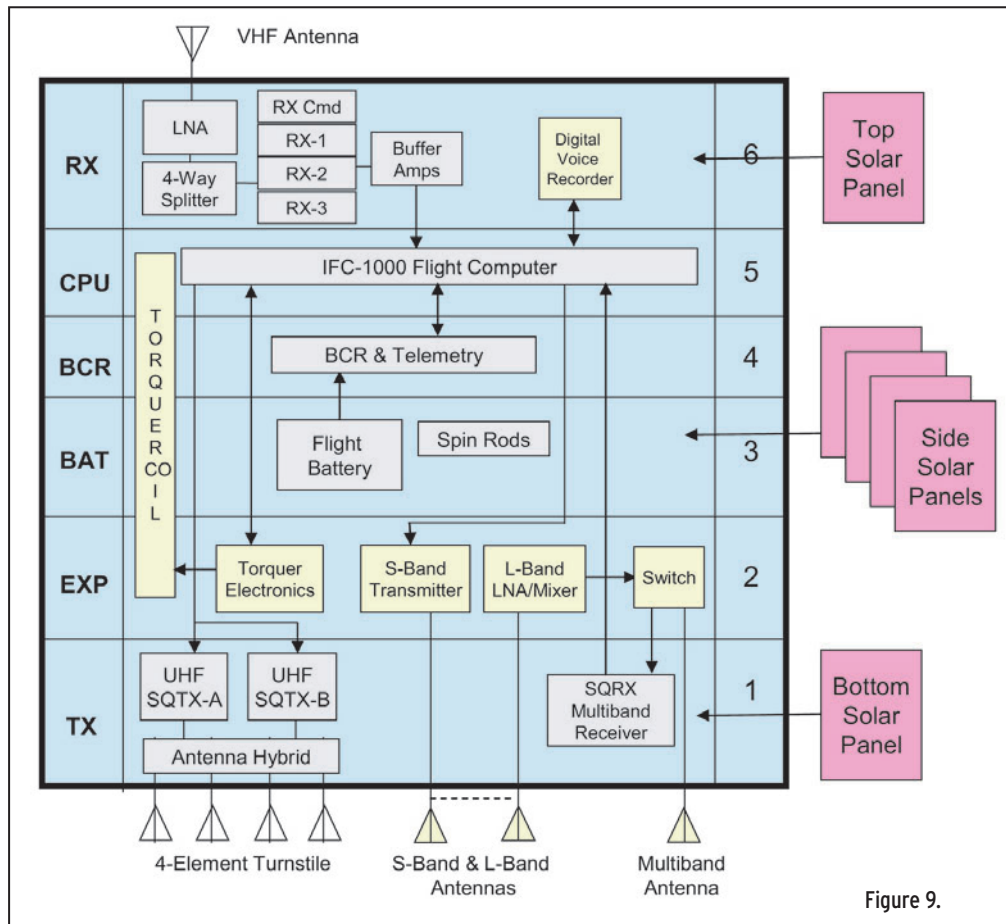 VHF Antenna
RX
LNA
4-Way
Splitter
RX Cmd
RX-1
RX-2
RX-3
Buffer
Amps
Digital
Voice
Recorder
6
Top
Solar
Panel
CPU
IFC-1000 Flight Computer
5
TORQUER COIL
BCR
BCR & Telemetry
4
BAT
Flight
Battery
Spin Rods
3
Side
Solar
Panels
EXP
Torquer
Electronics
S-Band
Transmitter
L-Band
LNA/Mixer
Switch
2
TX
UHF
SQTX-A
UHF
SQTX-B
SQRX
Multiband
Receiver
1
Bottom
Solar
Panel
Antenna Hybrid
4-Element Turnstile
S-Band & L-Band
Antennas
Multiband
Antenna
Figure 9.